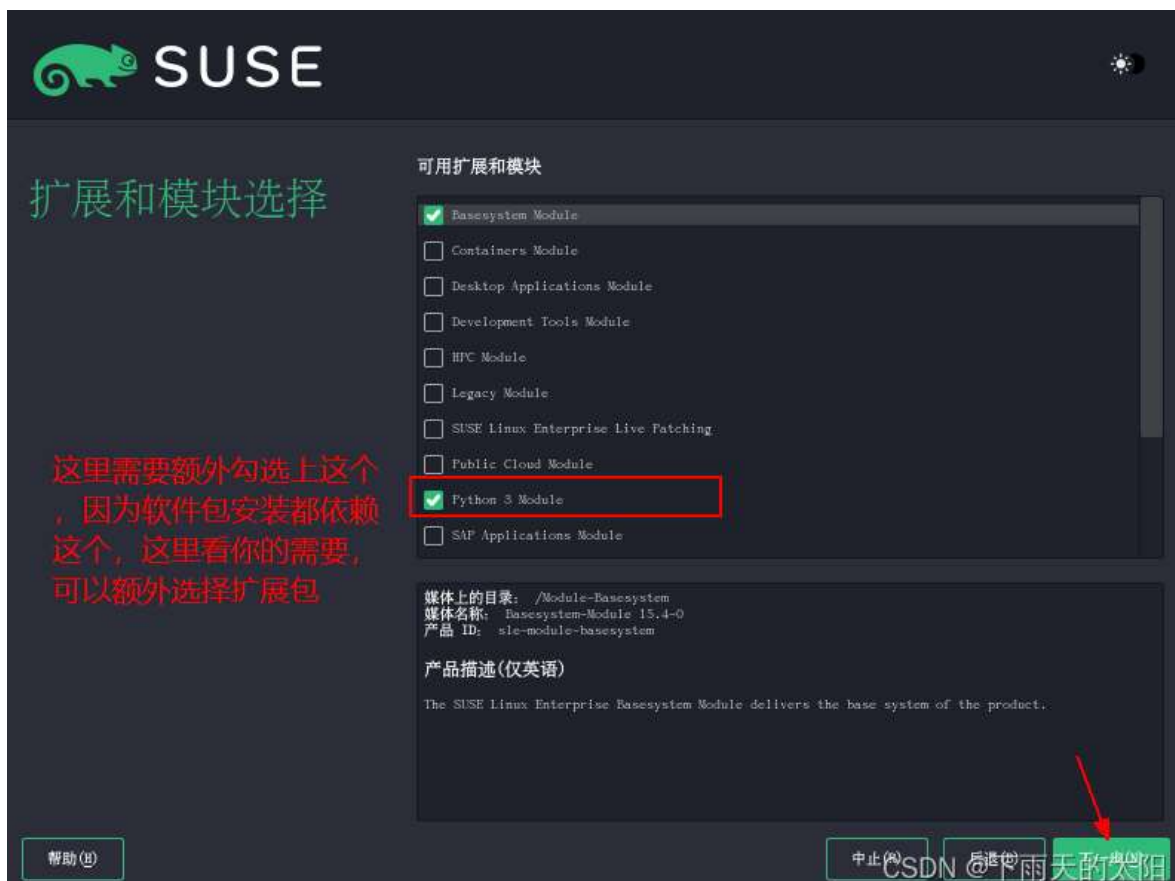 SUSE
扩展和模块选择
可用扩展和模块
Basesystem Module
Containers Module
Desktop Applications Module
Development Tools Module
HPC Module
Legacy Module
SUSE Linux Enterprise Live Patching
Public Cloud Module
Python 3 Module
SAP Applications Module
这里需要额外勾选上这个
，因为软件包安装都依赖
这个，这里看你的需要，
可以额外选择扩展包
媒体上的目录： /Module-Basesystem
媒体名称： Basesystem-Module 15.4-0
产品 ID： sle-module-basesystem
产品描述(仅英语)
The SUSE Linux Enterprise Basesystem Module delivers the base system of the product.
帮助(H)
中止(R)
后退(B)
下一步(N)
CSDN @下雨天的太阳